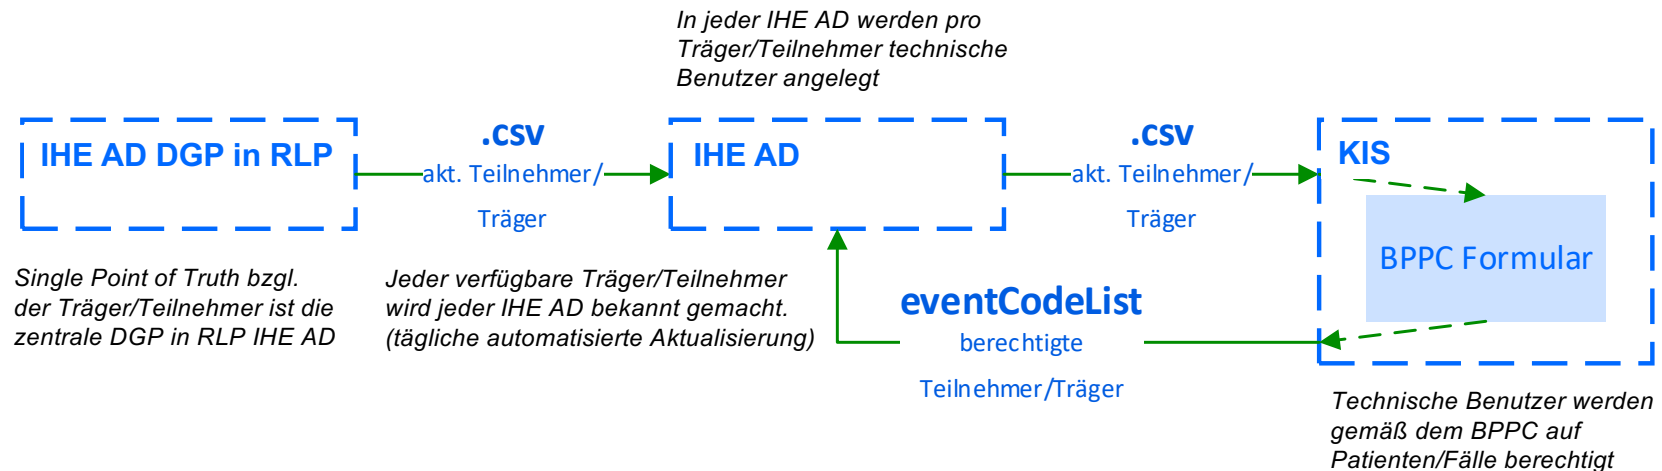 In jeder IHE AD werden pro
Träger/Teilnehmer technische
Benutzer angelegt
IHE AD DGP in RLP
.csv
akt. Teilnehmer/
Träger
IHE AD
.csv
akt. Teilnehmer/
Träger
KIS
BPPC Formular
Single Point of Truth bzgl.
der Träger/Teilnehmer ist die
zentrale DGP in RLP IHE AD
Jeder verfügbare Träger/Teilnehmer
wird jeder IHE AD bekannt gemacht.
(tägliche automatisierte Aktualisierung)
eventCodeList
berechtigte
Teilnehmer/Träger
Technische Benutzer werden
gemäß dem BPPC auf
Patienten/Fälle berechtigt